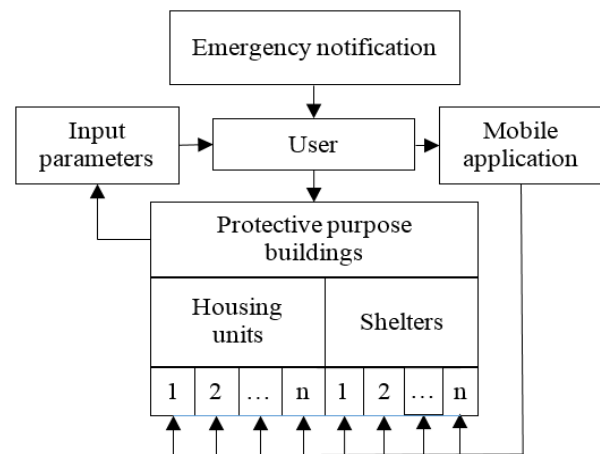 Emergency notification
Input
parameters
User
Mobile
application
Protective purpose
buildings
Housing
units
Shelters
1 2 ... n 1 2 ... n